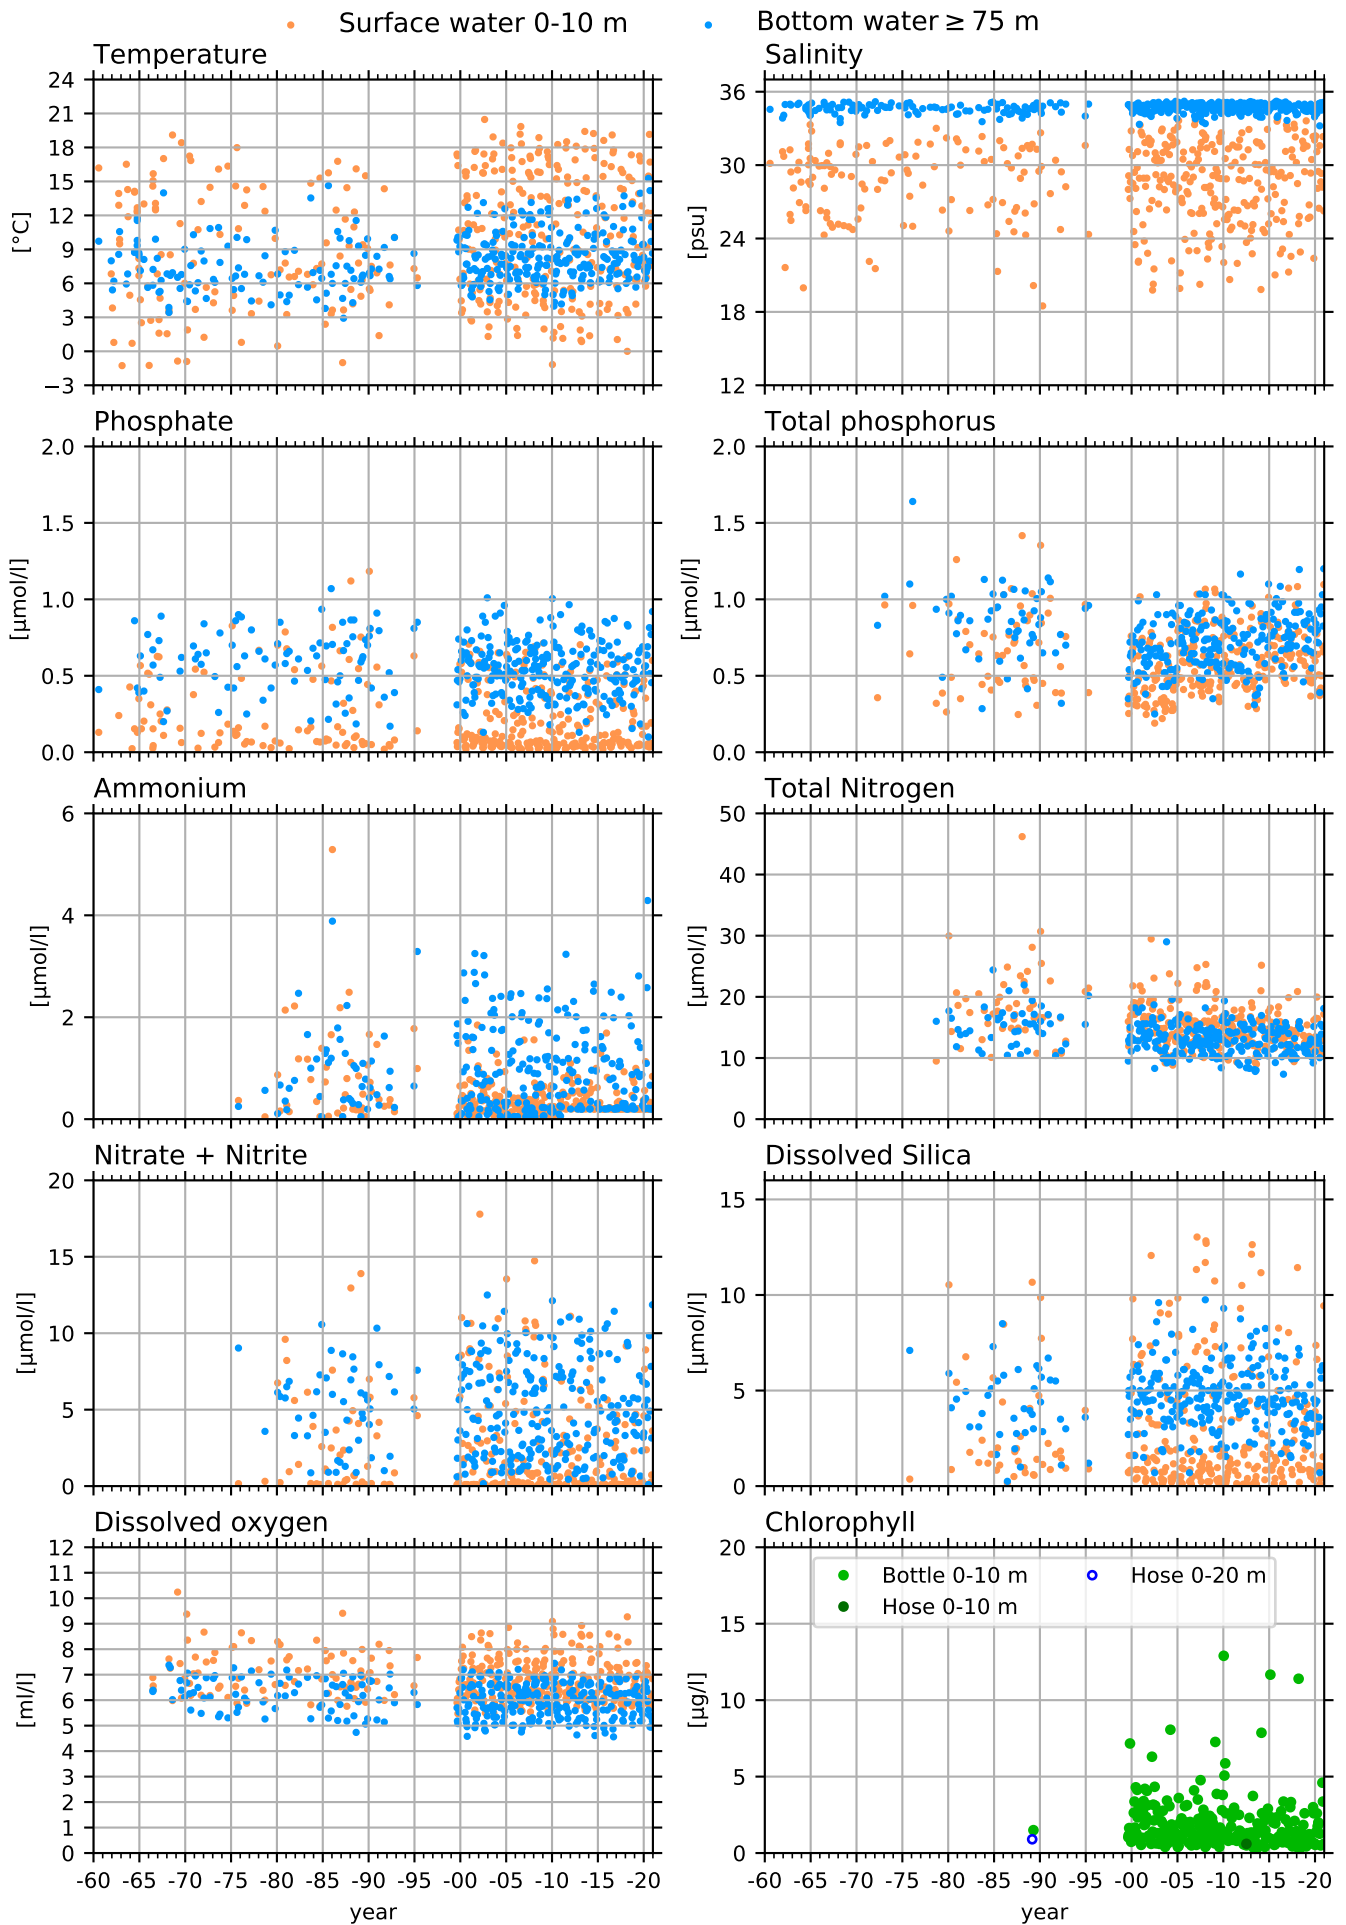 Surface water 0-10 m
Bottom water ≥ 75 m
Temperature
24
21
18
15
12
9
6
3
0
−3
[°C]
Salinity
36
30
24
18
12
[psu]
Phosphate
2.0
1.5
1.0
0.5
0.0
[µmol/l]
Total phosphorus
2.0
1.5
1.0
0.5
0.0
[µmol/l]
Ammonium
6
4
2
0
[µmol/l]
Total Nitrogen
50
40
30
20
10
0
[µmol/l]
Nitrate + Nitrite
20
15
10
5
0
[µmol/l]
Dissolved Silica
15
10
5
0
[µmol/l]
Dissolved oxygen
12
11
10
9
8
7
6
5
4
3
2
1
0
[ml/l]
-60 -65 -70 -75 -80 -85 -90 -95 -00 -05 -10 -15 -20
year
Chlorophyll
20
15
10
5
0
[µg/l]
Bottle 0-10 m
Hose 0-10 m
Hose 0-20 m
-60 -65 -70 -75 -80 -85 -90 -95 -00 -05 -10 -15 -20
year